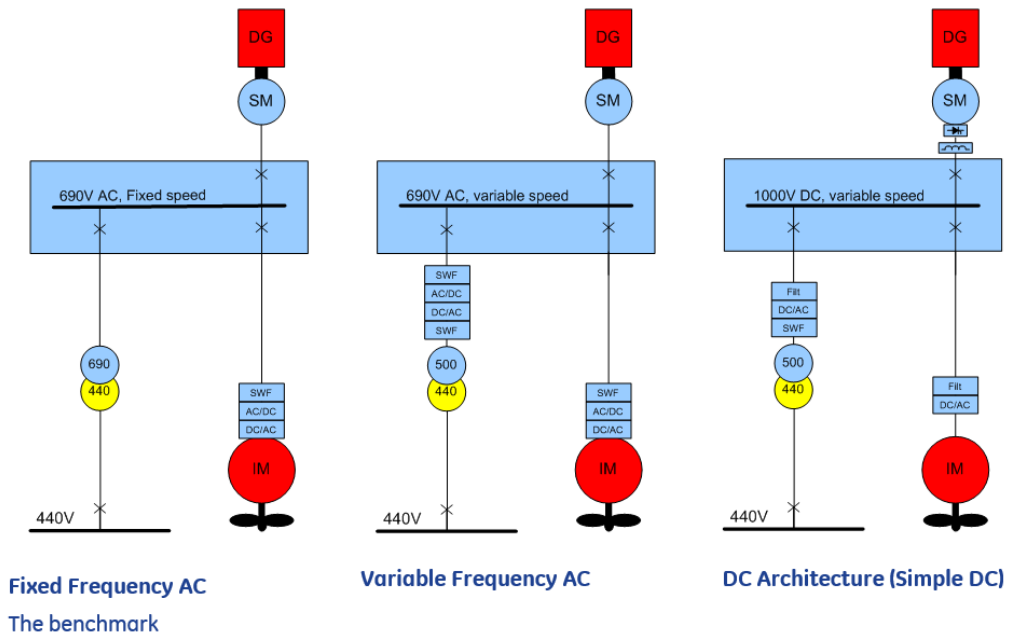 DG
SM
690V AC, Fixed speed
690
440
SWF
AC/DC
DC/AC
IM
440V
Fixed Frequency AC
The benchmark
DG
SM
690V AC, variable speed
SWF
AC/DC
DC/AC
SWF
500
440
SWF
AC/DC
DC/AC
IM
440V
Variable Frequency AC
DG
SM
1000V DC, variable speed
Filt
DC/AC
SWF
500
440
Filt
DC/AC
IM
440V
DC Architecture (Simple DC)